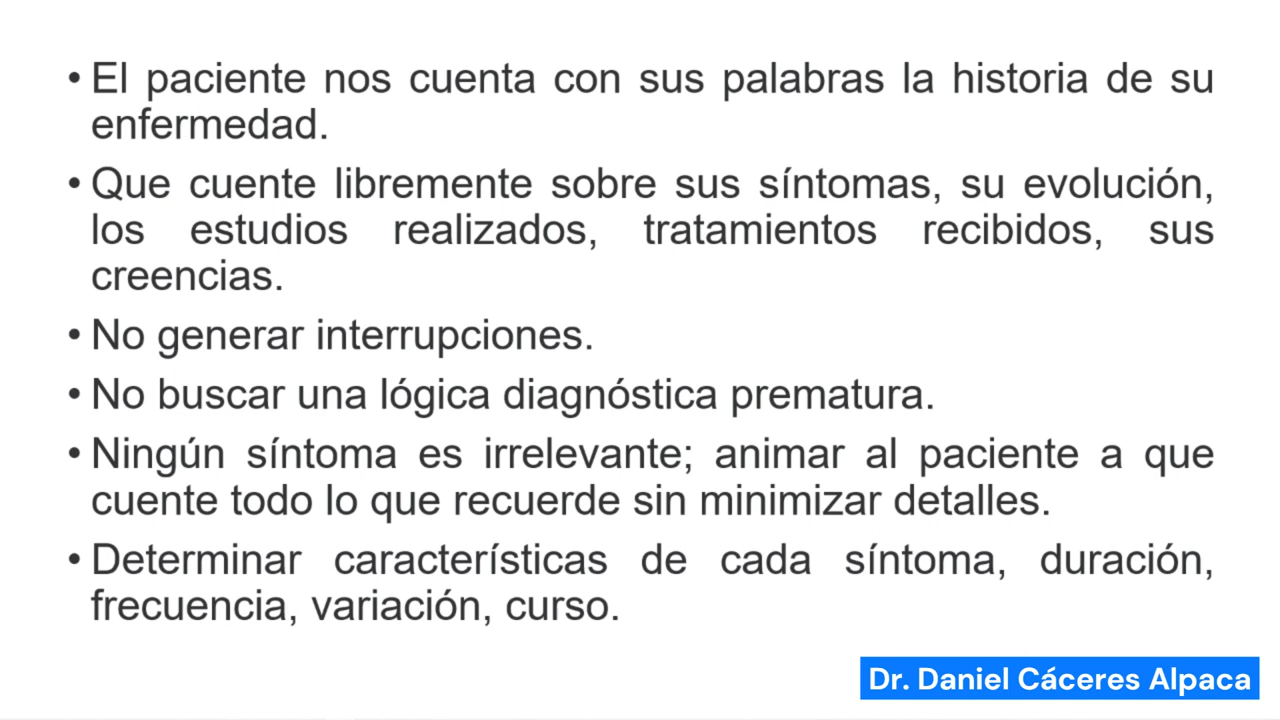 • El paciente nos cuenta con sus palabras la historia de su
enfermedad.
• Que cuente libremente sobre sus síntomas, su evolución,
los estudios realizados, tratamientos recibidos, sus
creencias.
• No generar interrupciones.
• No buscar una lógica diagnóstica prematura.
• Ningún síntoma es irrelevante; animar al paciente a que
cuente todo lo que recuerde sin minimizar detalles.
• Determinar características de cada síntoma, duración,
frecuencia, variación, curso.
Dr. Daniel Cáceres Alpaca